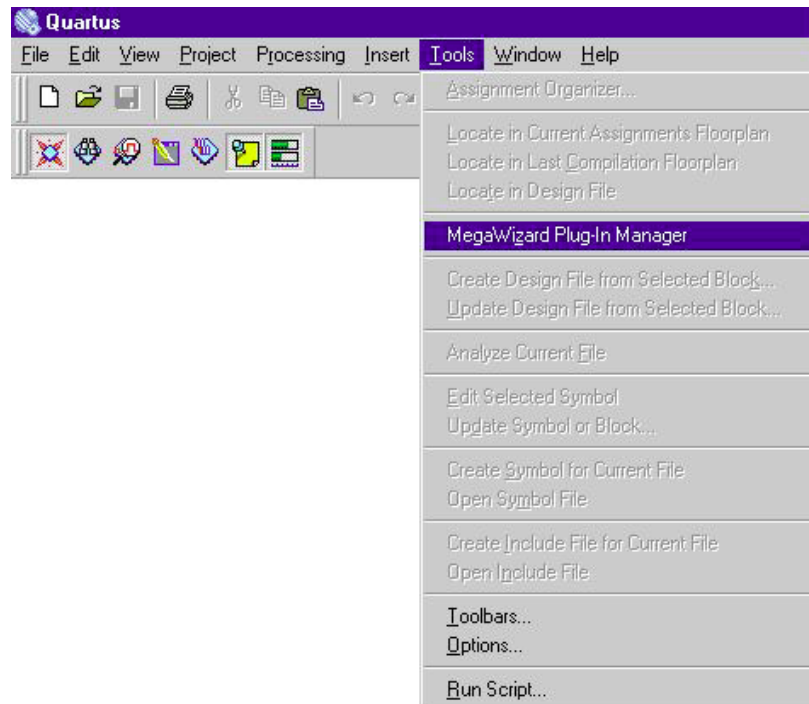 Quartus
File Edit View Project Processing Insert Tools Window Help
Assignment Organizer...
Locate in Current Assignments Floorplan
Locate in Last Compilation Floorplan
Locate in Design File
MegaWizard Plug-In Manager
Create Design File from Selected Block...
Update Design File from Selected Block...
Analyze Current File
Edit Selected Symbol
Update Symbol or Block...
Create Symbol for Current File
Open Symbol File
Create Include File for Current File
Open Include File
Toolbars...
Options...
Run Script...